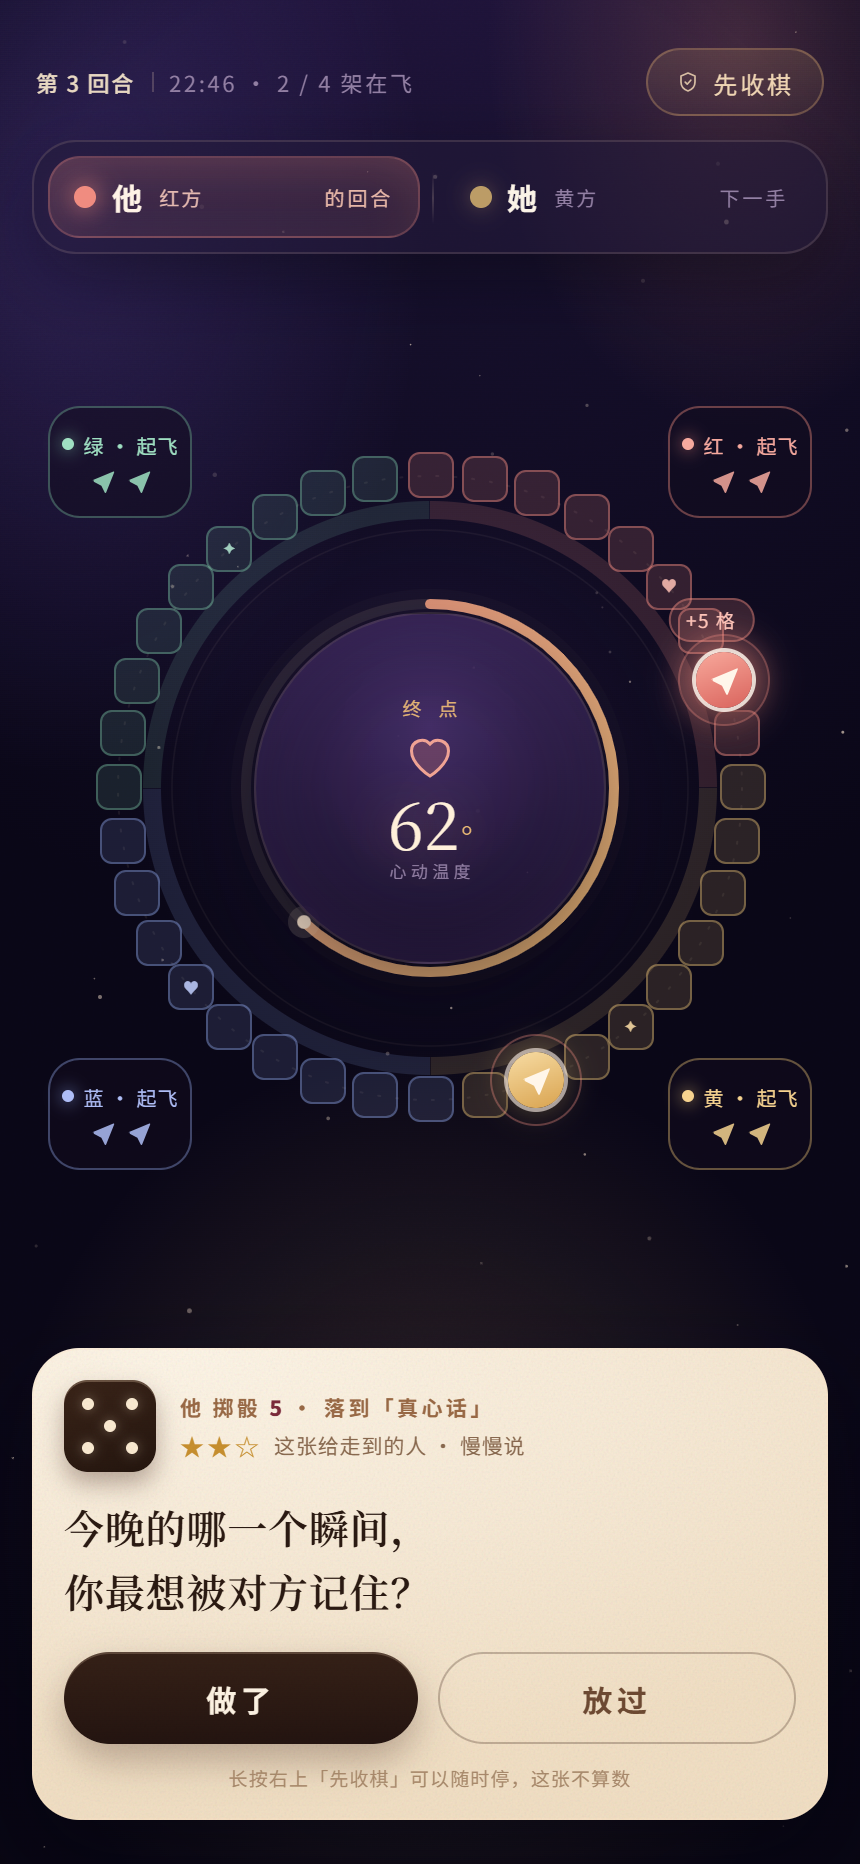 第 3 回合 22:46 · 2 / 4 架在飞
先收棋
他 红方 的回合
她 黄方 下一手
绿 · 起飞
红 · 起飞
+5 格
终点
62°
心动温度
蓝 · 起飞
黄 · 起飞
他 掷骰 5 · 落到「真心话」
★★☆ 这张给走到的人 · 慢慢说
今晚的哪一个瞬间，
你最想被对方记住？
做了
放过
长按右上「先收棋」可以随时停，这张不算数